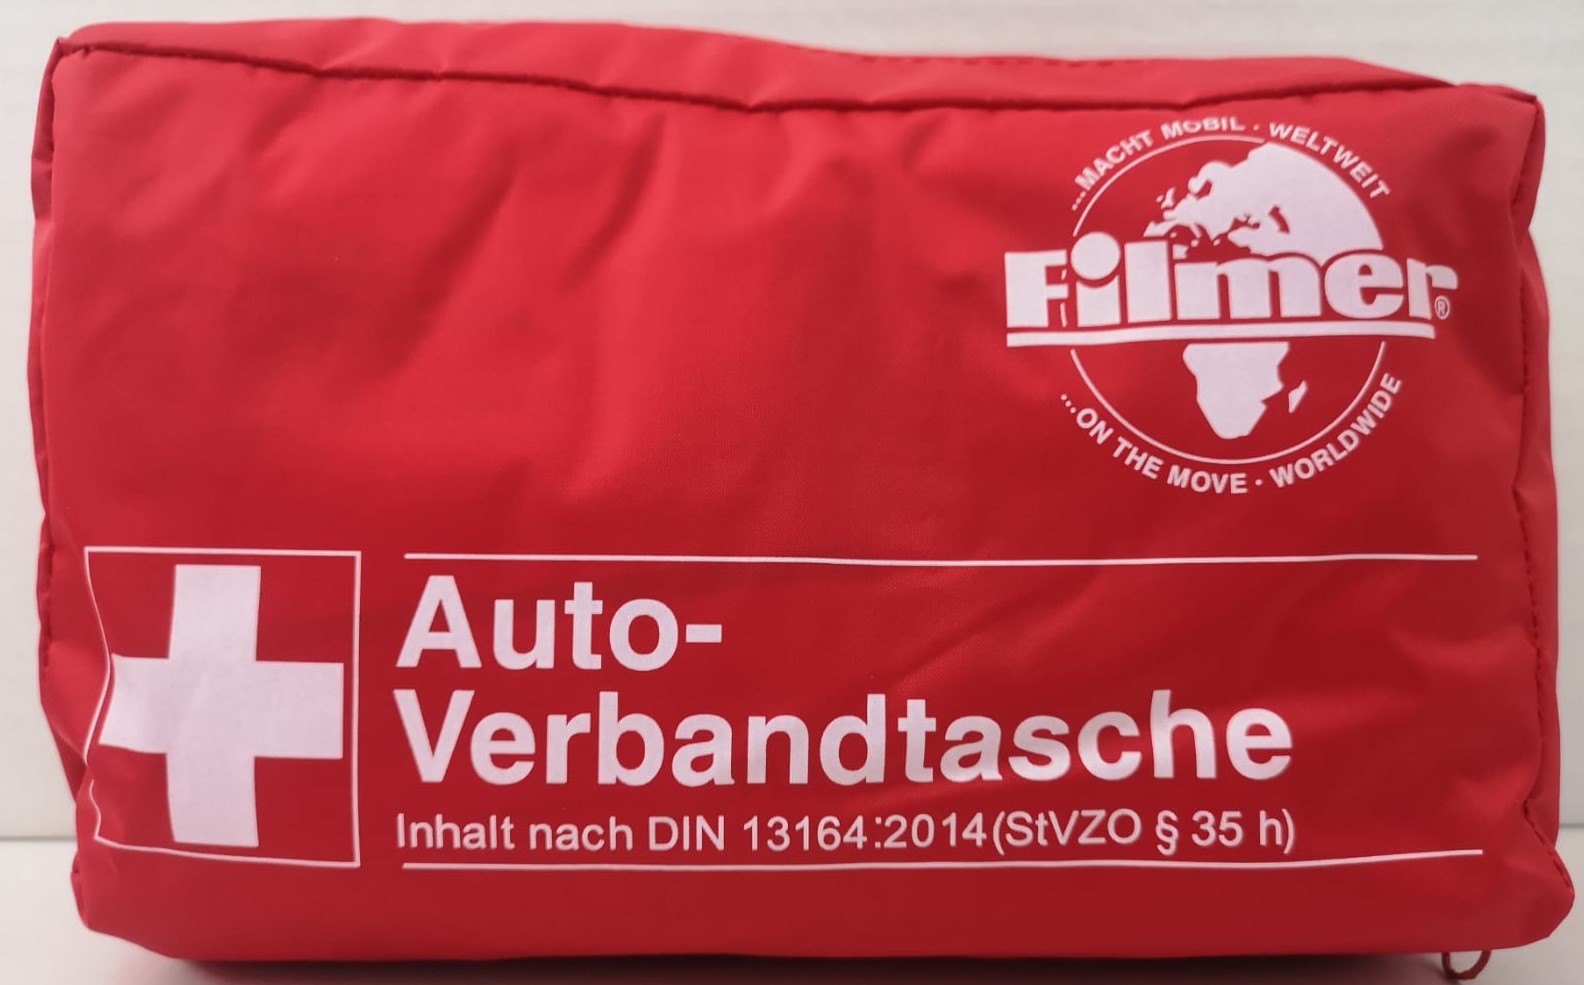 ...MACHT MOBIL · WELTWEIT
Filmer®
...ON THE MOVE · WORLDWIDE
Auto-
Verbandtasche
Inhalt nach DIN 13164:2014(StVZO § 35 h)